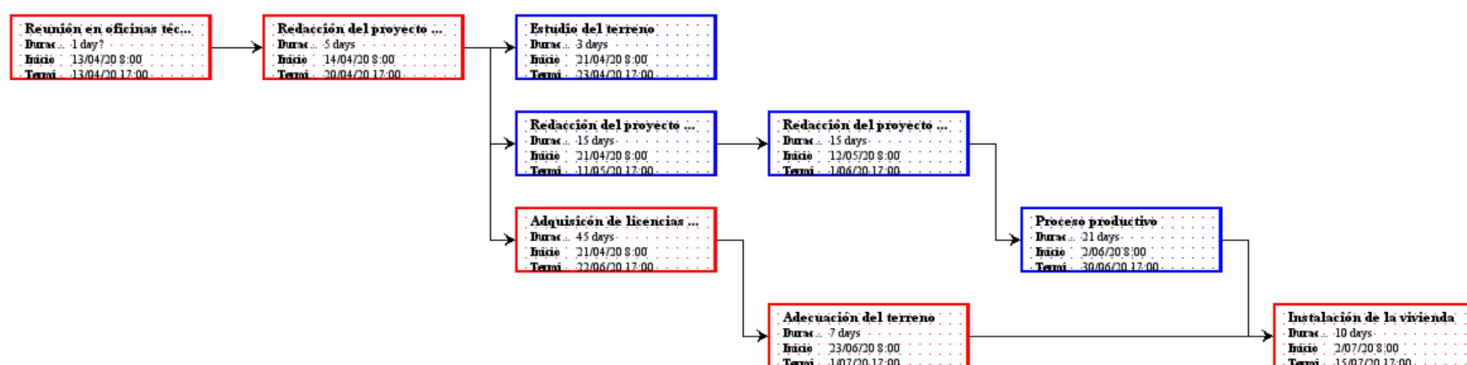 Reunión en oficinas téc...
Durac... 1 day?
Inicio 13/04/20 8:00
Termi... 13/04/20 17:00
Redacción del proyecto ...
Durac... 5 days
Inicio 14/04/20 8:00
Termi... 20/04/20 17:00
Estudio del terreno
Durac... 3 days
Inicio 21/04/20 8:00
Termi... 23/04/20 17:00
Redacción del proyecto ...
Durac... 15 days
Inicio 21/04/20 8:00
Termi... 11/05/20 17:00
Redacción del proyecto ...
Durac... 15 days
Inicio 12/05/20 8:00
Termi... 1/06/20 17:00
Adquisicón de licencias ...
Durac... 45 days
Inicio 21/04/20 8:00
Termi... 22/06/20 17:00
Proceso productivo
Durac... 21 days
Inicio 2/06/20 8:00
Termi... 30/06/20 17:00
Adecuación del terreno
Durac... 7 days
Inicio 23/06/20 8:00
Termi... 1/07/20 17:00
Instalación de la vivienda
Durac... 10 days
Inicio 2/07/20 8:00
Termi... 15/07/20 17:00